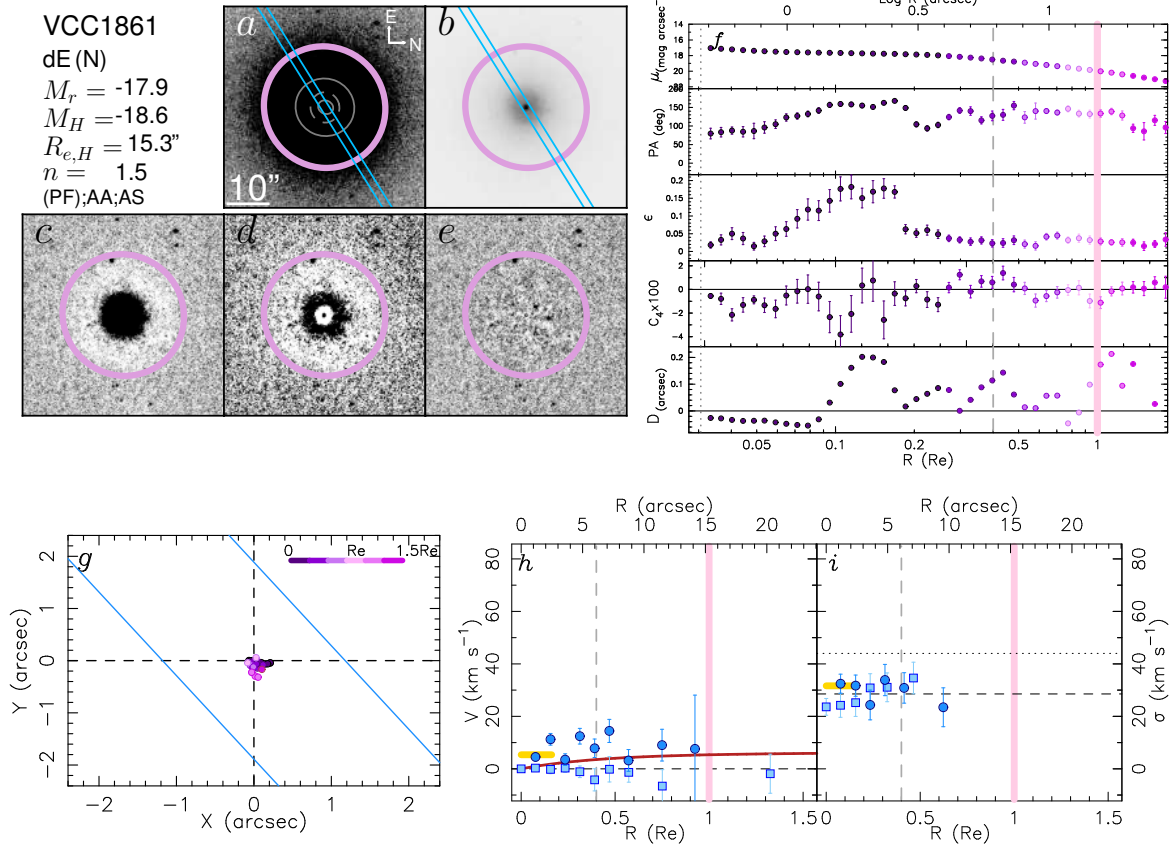 VCC1861
dE (N)
M_r = -17.9
M_H = -18.6
R_{e,H} = 15.3"
n = 1.5
(PF);AA;AS
a
E
N
10"
b
c
d
e
Log R (arcsec)
0 0.5 1
f
μ(mag arcsec
14
16
18
20
PA (deg)
200
150
100
50
0
ϵ
0.2
0.15
0.1
0.05
0
C₄×100
2
0
−2
−4
D(arcsec)
0.2
0.1
0
0.05 0.1 0.2 0.5 1
R (Re)
g
0 Re 1.5Re
Y (arcsec)
2
1
0
−1
−2
−2 −1 0 1 2
X (arcsec)
R (arcsec)
0 5 10 15 20
h
V (km s⁻¹)
80
60
40
20
0
0 0.5 1 1.5
R (Re)
R (arcsec)
0 5 10 15 20
i
80
60
40
20
0
σ (km s⁻¹)
0 0.5 1 1.5
R (Re)